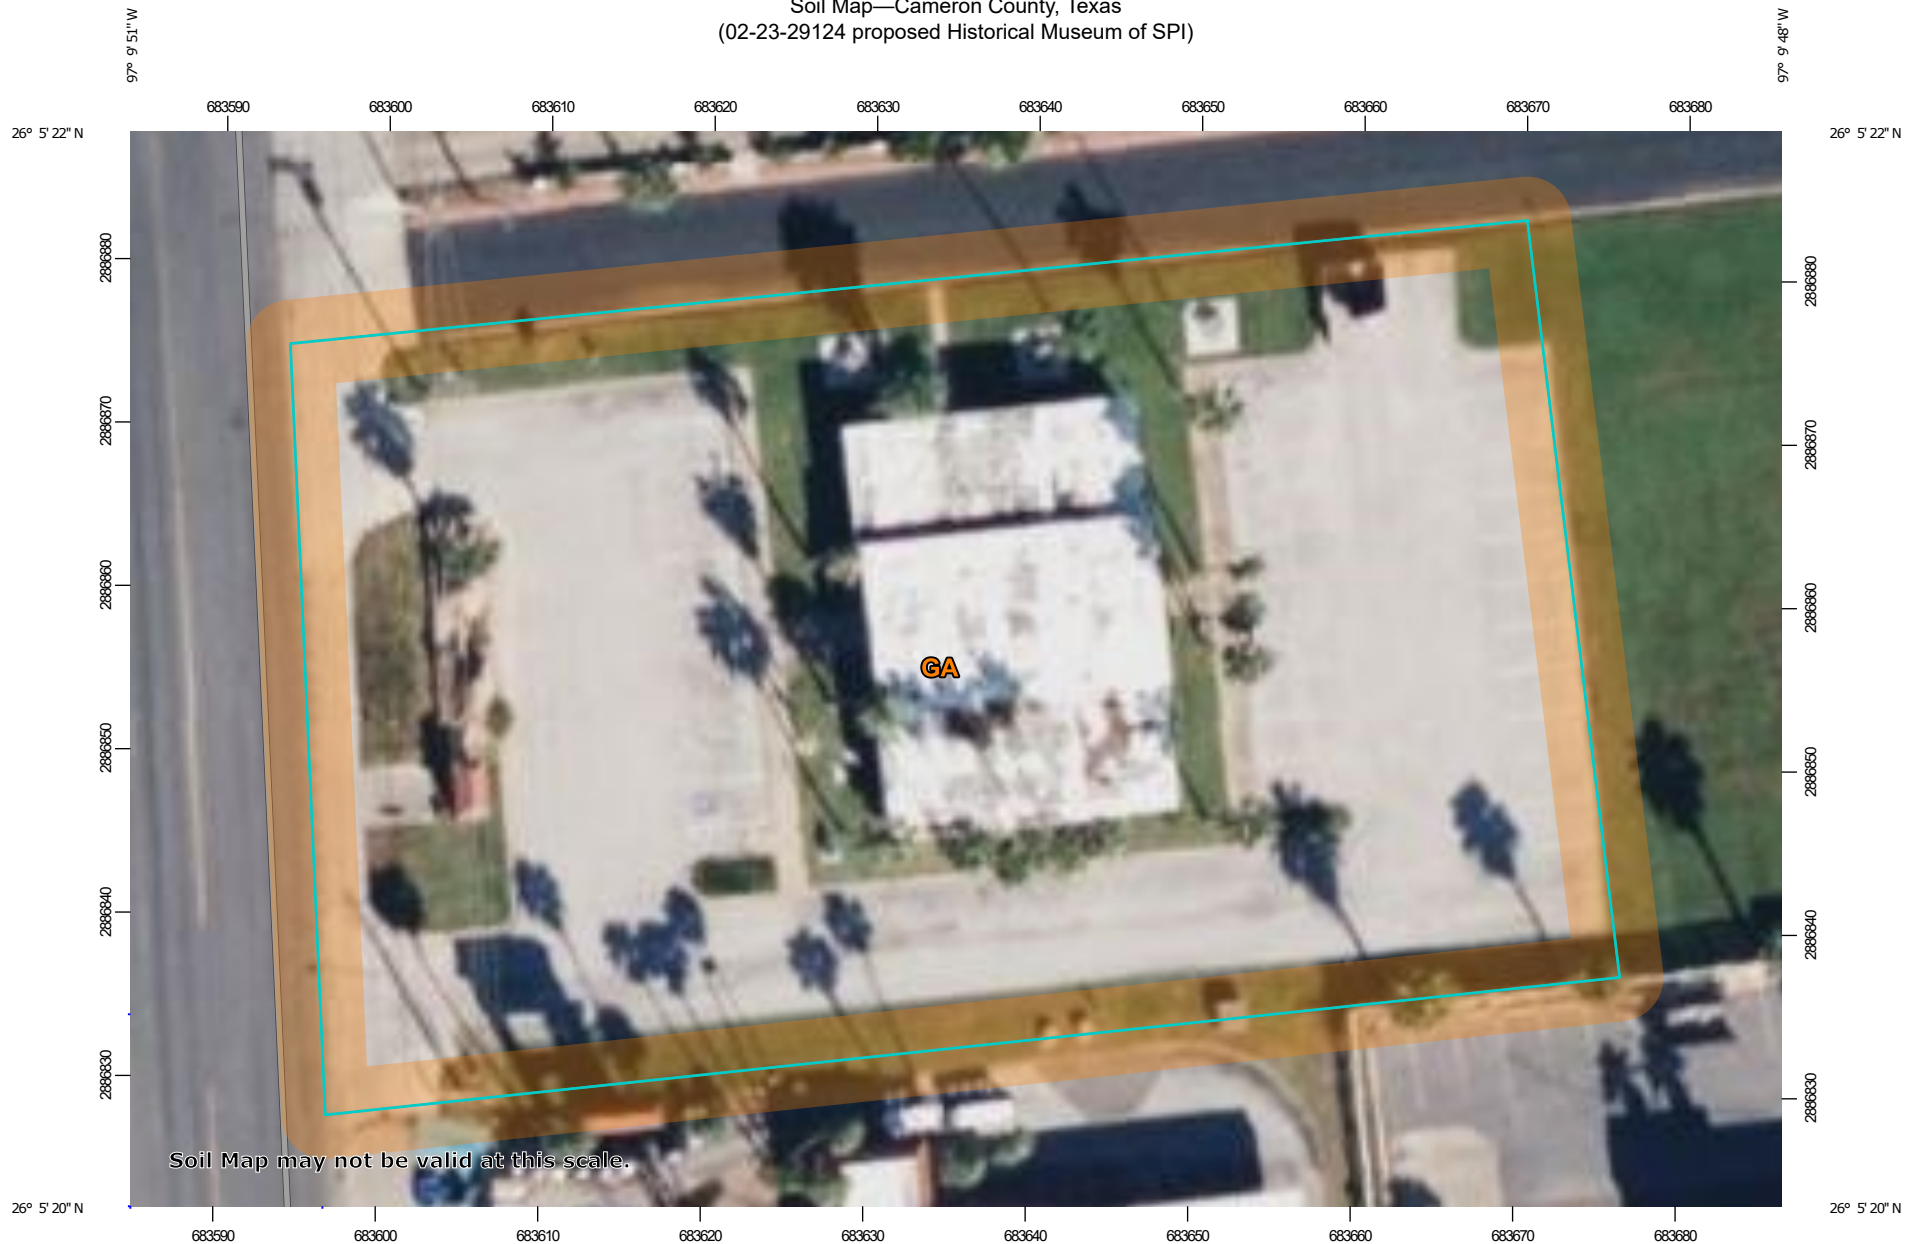 Soil Map—Cameron County, Texas
(02-23-29124 proposed Historical Museum of SPI)
97° 9' 51" W
97° 9' 48" W
683590 683600 683610 683620 683630 683640 683650 683660 683670 683680
26° 5' 22" N
26° 5' 22" N
2886880
2886870
2886860
2886850
2886840
2886830
2886880
2886870
2886860
2886850
2886840
2886830
GA
Soil Map may not be valid at this scale.
26° 5' 20" N
26° 5' 20" N
683590 683600 683610 683620 683630 683640 683650 683660 683670 683680